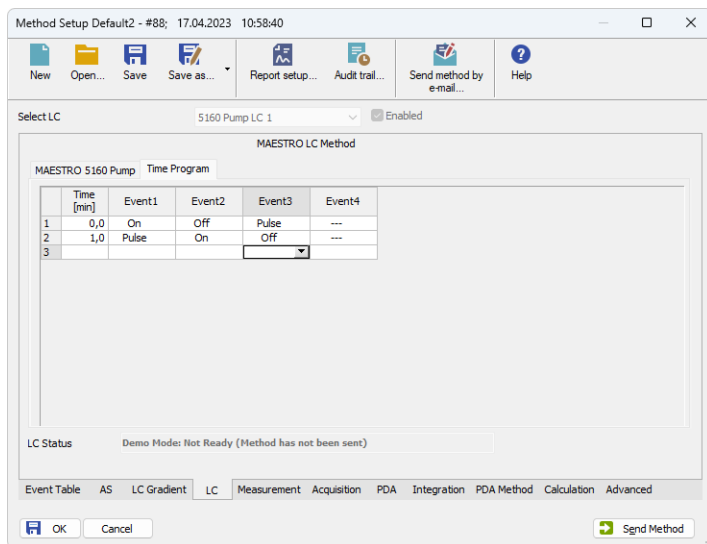 Method Setup Default2 - #88; 17.04.2023 10:58:40
New Open... Save Save as... Report setup... Audit trail... Send method by e-mail... Help
Select LC 5160 Pump LC 1 Enabled
MAESTRO LC Method
MAESTRO 5160 Pump Time Program
Time [min] Event1 Event2 Event3 Event4
1 0,0 On Off Pulse ---
2 1,0 Pulse On Off ---
3
LC Status Demo Mode: Not Ready (Method has not been sent)
Event Table AS LC Gradient LC Measurement Acquisition PDA Integration PDA Method Calculation Advanced
OK Cancel Send Method